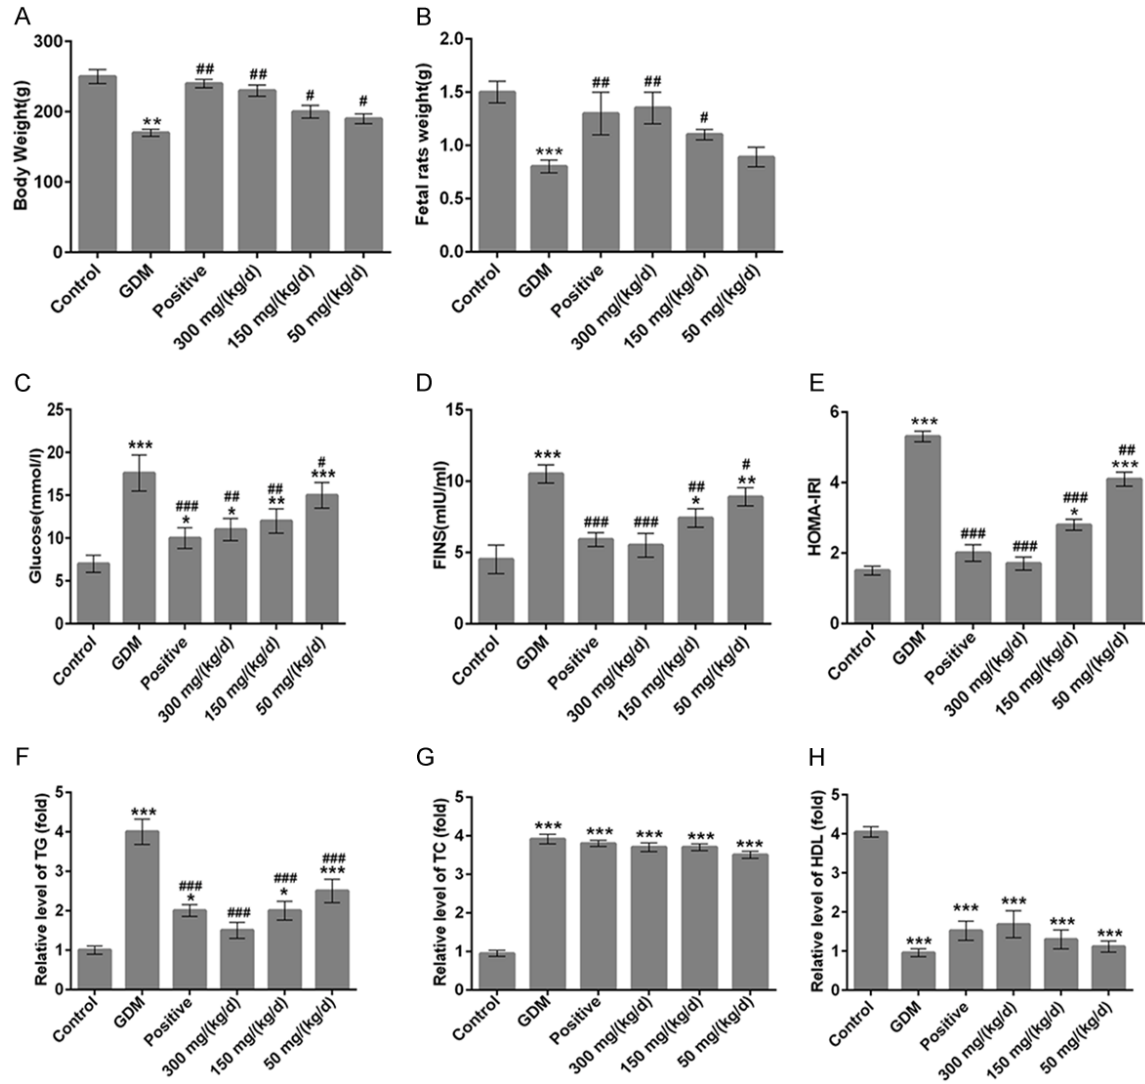 A
Body Weight(g)
300
200
100
0
**
##
##
#
#
Control
GDM
Positive
300 mg/(kg/d)
150 mg/(kg/d)
50 mg/(kg/d)
B
Fetal rats weight(g)
2.0
1.5
1.0
0.5
0.0
***
##
##
#
Control
GDM
Positive
300 mg/(kg/d)
150 mg/(kg/d)
50 mg/(kg/d)
C
Glucose(mmol/l)
25
20
15
10
5
0
***
###
*
##
*
##
**
#
***
Control
GDM
Positive
300 mg/(kg/d)
150 mg/(kg/d)
50 mg/(kg/d)
D
FINS(mIU/ml)
15
10
5
0
***
###
###
##
*
#
**
Control
GDM
Positive
300 mg/(kg/d)
150 mg/(kg/d)
50 mg/(kg/d)
E
HOMA-IRI
6
4
2
0
***
###
###
###
*
##
***
Control
GDM
Positive
300 mg/(kg/d)
150 mg/(kg/d)
50 mg/(kg/d)
F
Relative level of TG (fold)
5
4
3
2
1
0
***
###
*
###
###
*
###
***
Control
GDM
Positive
300 mg/(kg/d)
150 mg/(kg/d)
50 mg/(kg/d)
G
Relative level of TC (fold)
5
4
3
2
1
0
***
***
***
***
***
Control
GDM
Positive
300 mg/(kg/d)
150 mg/(kg/d)
50 mg/(kg/d)
H
Relative level of HDL (fold)
5
4
3
2
1
0
***
***
***
***
***
Control
GDM
Positive
300 mg/(kg/d)
150 mg/(kg/d)
50 mg/(kg/d)